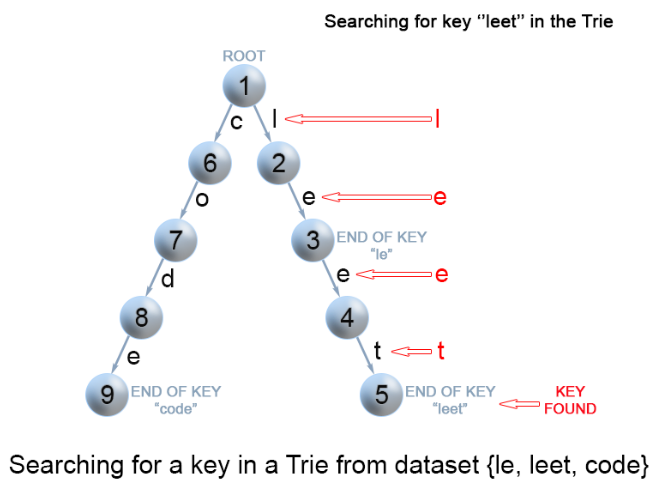 Searching for key ‘’leet’’ in the Trie
ROOT
1
c
l
l
6
2
o
e
e
7
3
END OF KEY
“le”
d
e
e
8
4
e
t
t
9
END OF KEY
“code”
5
END OF KEY
“leet”
KEY
FOUND
Searching for a key in a Trie from dataset {le, leet, code}